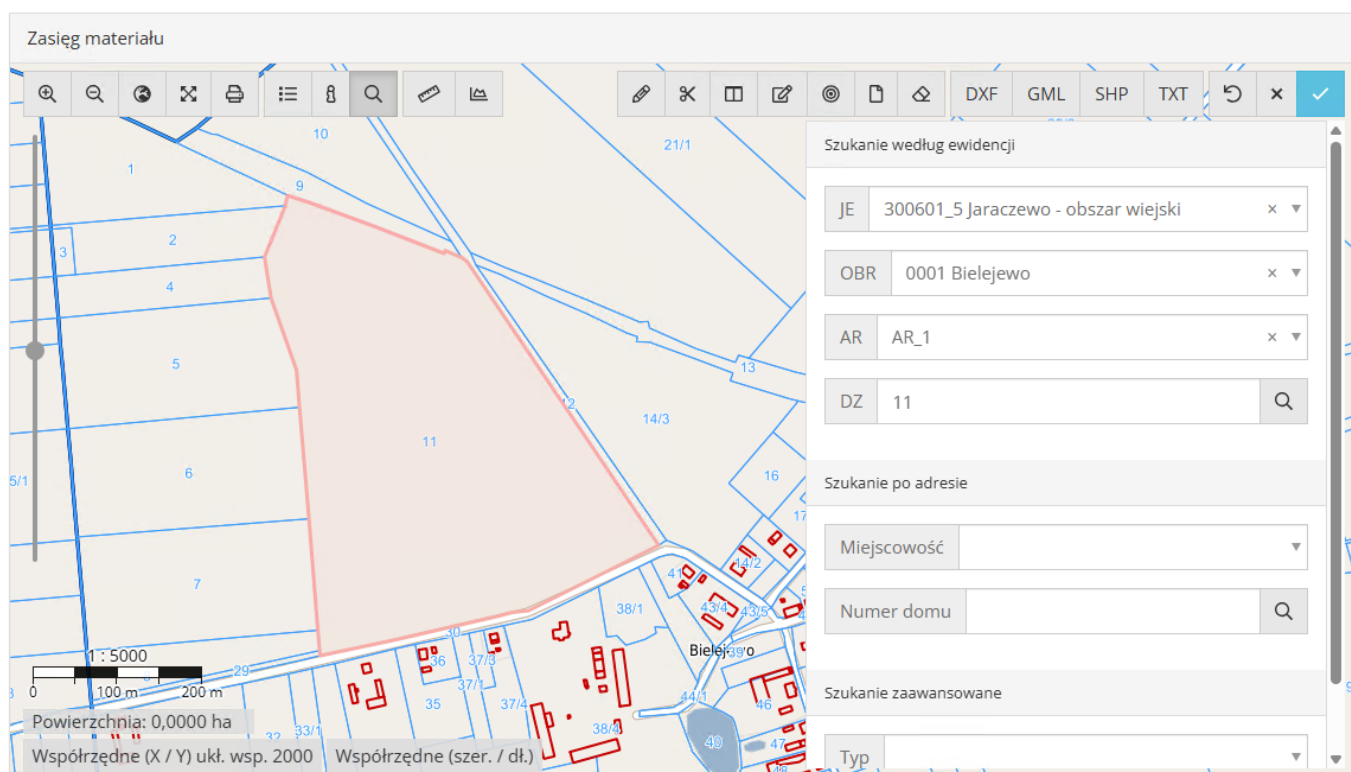 Zasięg materiału
DXF GML SHP TXT
10
21/1
1
9
2
3
4
5
13
12
14/3
11
6
5/1
16
17
7
14/2
41
38/1
43/4
43/5
30
Bielejewo
39
36
37/3
29
1 : 5000
0 100 m 200 m
37/1
35
37/4
44/1
46
33/1
32
38/4
40
47
48
Powierzchnia: 0,0000 ha
Współrzędne (X / Y) ukł. wsp. 2000 Współrzędne (szer. / dł.)
Szukanie według ewidencji
JE 300601_5 Jaraczewo - obszar wiejski
OBR 0001 Bielejewo
AR AR_1
DZ 11
Szukanie po adresie
Miejscowość
Numer domu
Szukanie zaawansowane
Typ